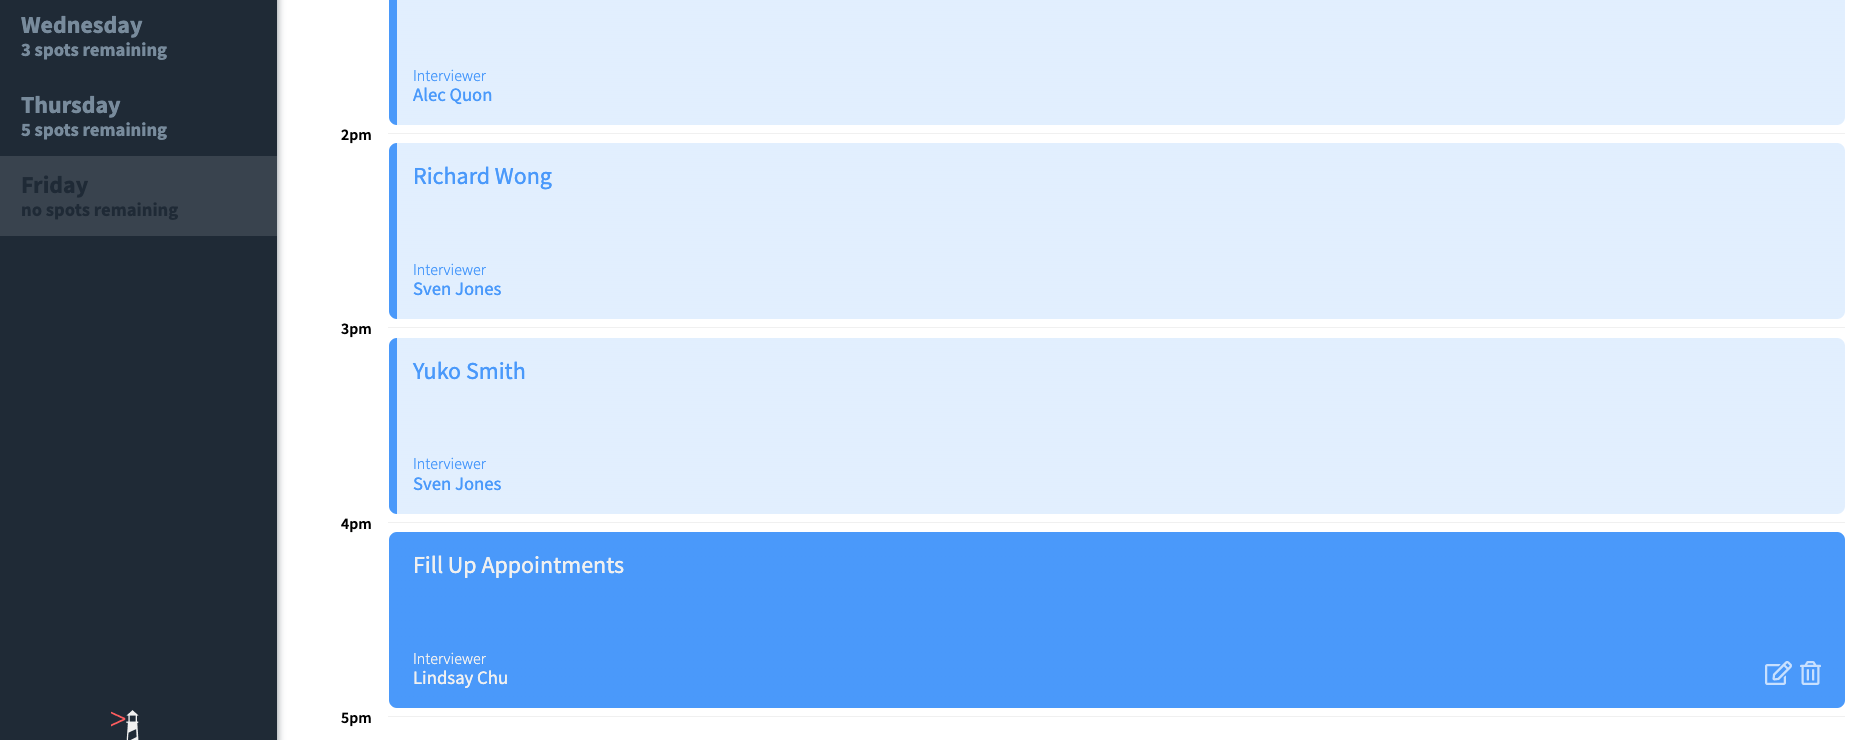 Wednesday
3 spots remaining
Thursday
5 spots remaining
Friday
no spots remaining
Interviewer
Alec Quon
2pm
Richard Wong
Interviewer
Sven Jones
3pm
Yuko Smith
Interviewer
Sven Jones
4pm
Fill Up Appointments
Interviewer
Lindsay Chu
5pm